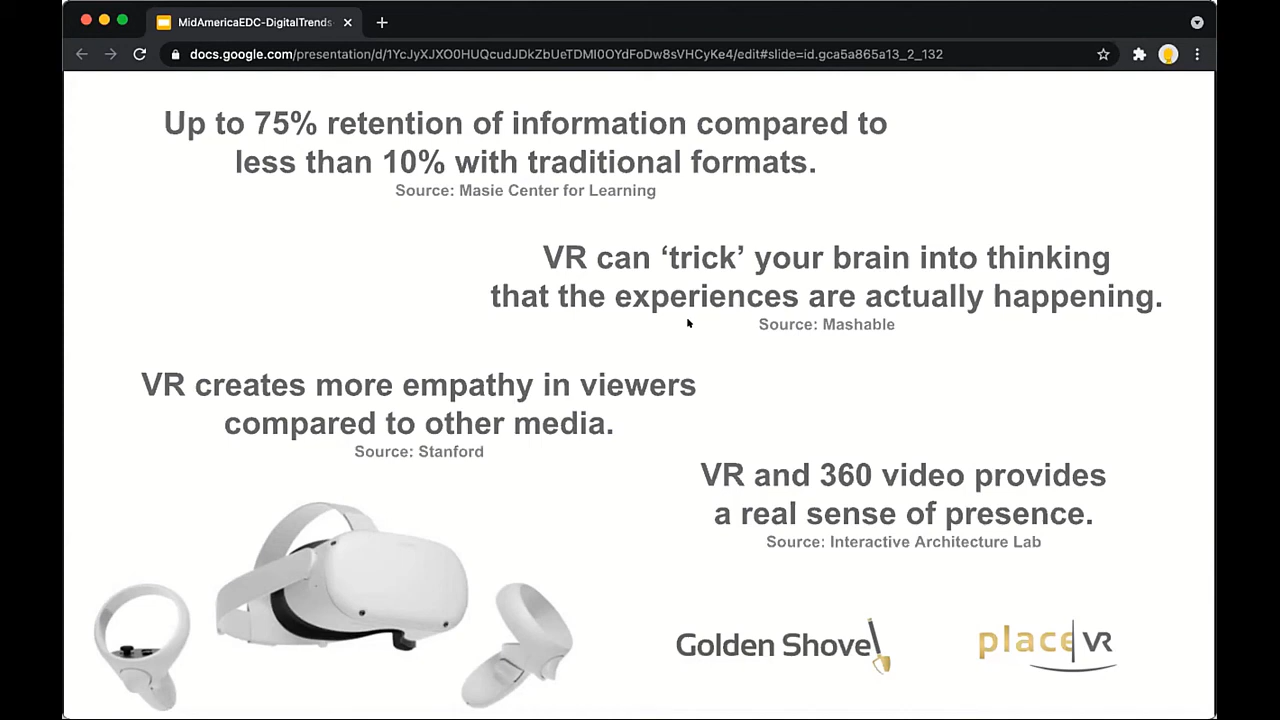 MidAmericaEDC-DigitalTrends
docs.google.com/presentation/d/1YcJyXJXO0HUQcudJDkZbUeTDMI0OYdFoDw8sVHCyKe4/edit#slide=id.gca5a865a13_2_132
Up to 75% retention of information compared to
less than 10% with traditional formats.
Source: Masie Center for Learning
VR can ‘trick’ your brain into thinking
that the experiences are actually happening.
Source: Mashable
VR creates more empathy in viewers
compared to other media.
Source: Stanford
VR and 360 video provides
a real sense of presence.
Source: Interactive Architecture Lab
Golden Shovel
place VR